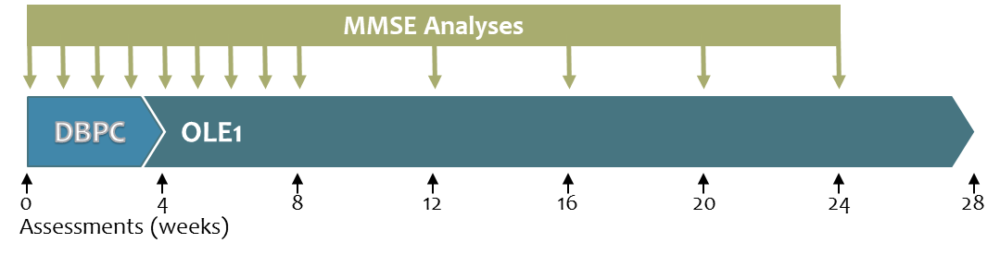 MMSE Analyses
DBPC OLE1
0 4 8 12 16 20 24 28
Assessments (weeks)